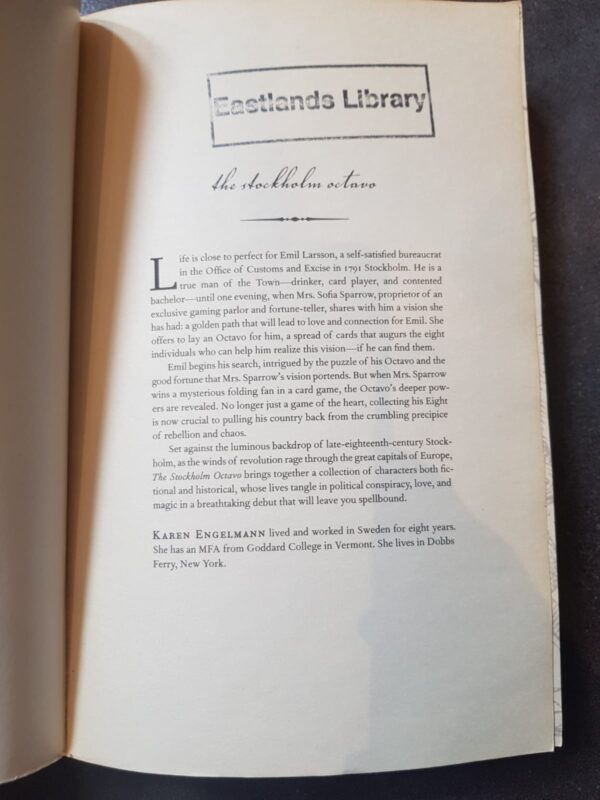 Eastlands Library
the stockholm octavo
Life is close to perfect for Emil Larsson, a self-satisfied bureaucrat
in the Office of Customs and Excise in 1791 Stockholm. He is a
true man of the Town—drinker, card player, and contented
bachelor—until one evening, when Mrs. Sofia Sparrow, proprietor of an
exclusive gaming parlor and fortune-teller, shares with him a vision she
has had: a golden path that will lead to love and connection for Emil. She
offers to lay an Octavo for him, a spread of cards that augurs the eight
individuals who can help him realize this vision—if he can find them.
Emil begins his search, intrigued by the puzzle of his Octavo and the
good fortune that Mrs. Sparrow's vision portends. But when Mrs. Sparrow
wins a mysterious folding fan in a card game, the Octavo's deeper pow-
ers are revealed. No longer just a game of the heart, collecting his Eight
is now crucial to pulling his country back from the crumbling precipice
of rebellion and chaos.
Set against the luminous backdrop of late-eighteenth-century Stock-
holm, as the winds of revolution rage through the great capitals of Europe,
The Stockholm Octavo brings together a collection of characters both fic-
tional and historical, whose lives tangle in political conspiracy, love, and
magic in a breathtaking debut that will leave you spellbound.
KAREN ENGELMANN lived and worked in Sweden for eight years.
She has an MFA from Goddard College in Vermont. She lives in Dobbs
Ferry, New York.